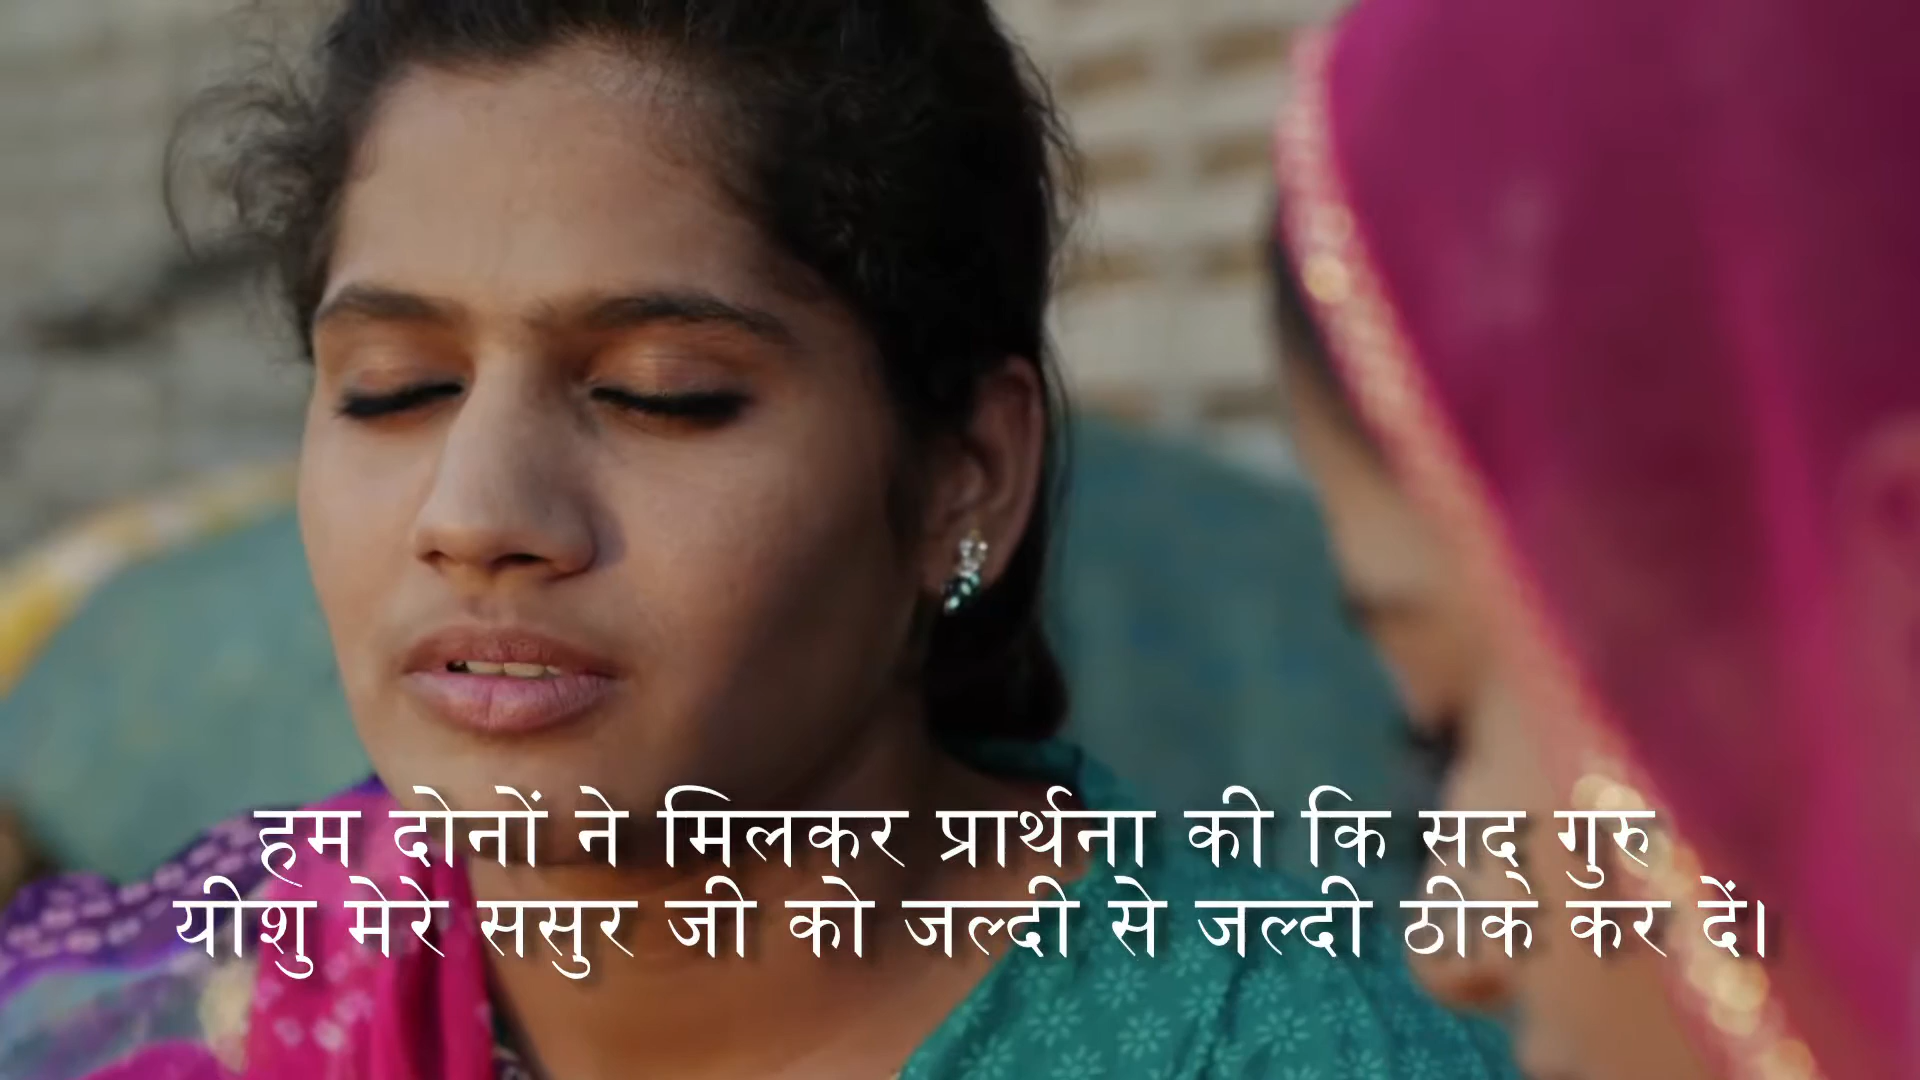 हम दोनों ने मिलकर प्रार्थना की कि सद् गुरु
यीशु मेरे ससुर जी को जल्दी से जल्दी ठीक कर दें।